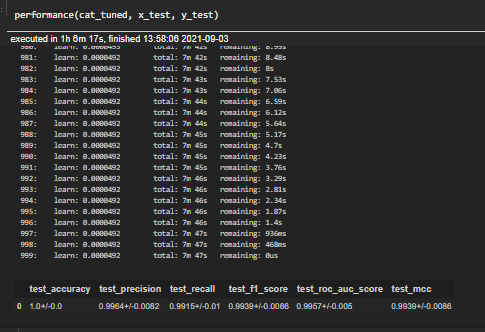 performance(cat_tuned, x_test, y_test)
executed in 1h 6m 17s, finished 13:58:06 2021-09-03
980: learn: 0.0000493 total: 7m 42s remaining: 8.95s
981: learn: 0.0000492 total: 7m 42s remaining: 8.48s
982: learn: 0.0000492 total: 7m 42s remaining: 8s
983: learn: 0.0000492 total: 7m 43s remaining: 7.53s
984: learn: 0.0000492 total: 7m 43s remaining: 7.06s
985: learn: 0.0000492 total: 7m 44s remaining: 6.59s
986: learn: 0.0000492 total: 7m 44s remaining: 6.12s
987: learn: 0.0000492 total: 7m 44s remaining: 5.64s
988: learn: 0.0000492 total: 7m 45s remaining: 5.17s
989: learn: 0.0000492 total: 7m 45s remaining: 4.7s
990: learn: 0.0000492 total: 7m 45s remaining: 4.23s
991: learn: 0.0000492 total: 7m 45s remaining: 3.76s
992: learn: 0.0000492 total: 7m 46s remaining: 3.29s
993: learn: 0.0000492 total: 7m 46s remaining: 2.81s
994: learn: 0.0000492 total: 7m 46s remaining: 2.34s
995: learn: 0.0000492 total: 7m 46s remaining: 1.87s
996: learn: 0.0000492 total: 7m 46s remaining: 1.4s
997: learn: 0.0000492 total: 7m 47s remaining: 936ms
998: learn: 0.0000492 total: 7m 47s remaining: 468ms
999: learn: 0.0000492 total: 7m 47s remaining: 0us
test_accuracy test_precision test_recall test_f1_score test_roc_auc_score test_mcc
0 1.0+/-0.0 0.9964+/-0.0082 0.9915+/-0.01 0.9939+/-0.0086 0.9957+/-0.005 0.9939+/-0.0086